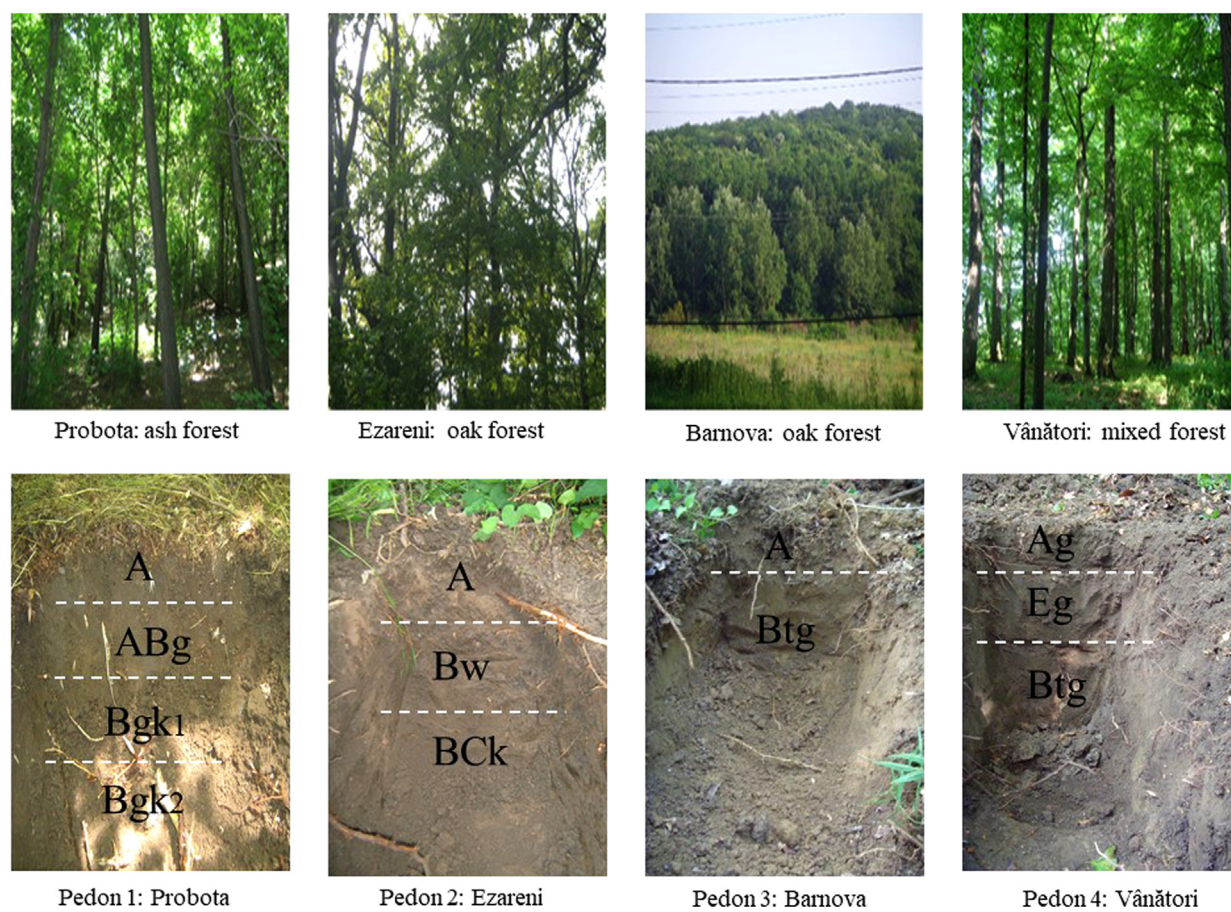 Probota: ash forest
Ezareni: oak forest
Barnova: oak forest
Vânători: mixed forest
A
ABg
Bgk1
Bgk2
A
Bw
BCk
A
Btg
Ag
Eg
Btg
Pedon 1: Probota
Pedon 2: Ezareni
Pedon 3: Barnova
Pedon 4: Vânători